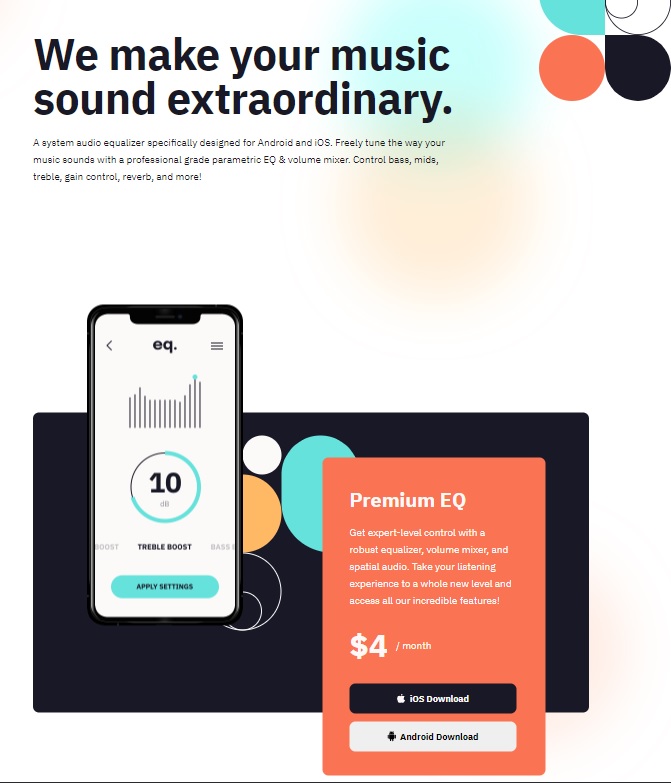 We make your music
sound extraordinary.
A system audio equalizer specifically designed for Android and iOS. Freely tune the way your
music sounds with a professional grade parametric EQ & volume mixer. Control bass, mids,
treble, gain control, reverb, and more!
eq.
10
dB
BOOST TREBLE BOOST BASS
APPLY SETTINGS
Premium EQ
Get expert-level control with a
robust equalizer, volume mixer, and
spatial audio. Take your listening
experience to a whole new level and
access all our incredible features!
$4 / month
iOS Download
Android Download